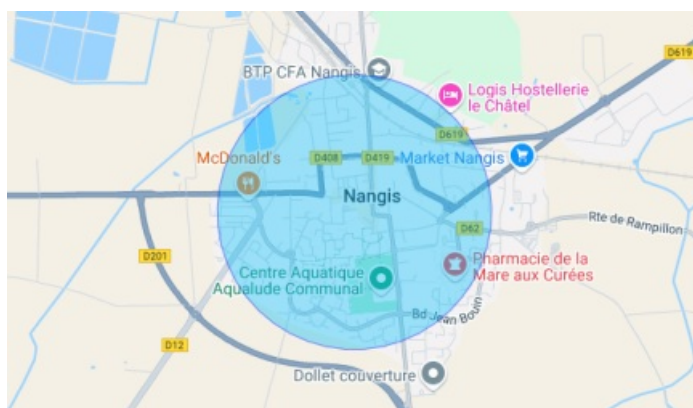 D619
BTP CFA Nangis
Logis Hostellerie
le Châtel
D619
McDonald's
D408
D419
Market Nangis
Nangis
D62
Rte de Rampillon
D201
Centre Aquatique
Aqualude Communal
Pharmacie de la
Mare aux Curées
Bd Jean Bouin
D12
Dollet couverture